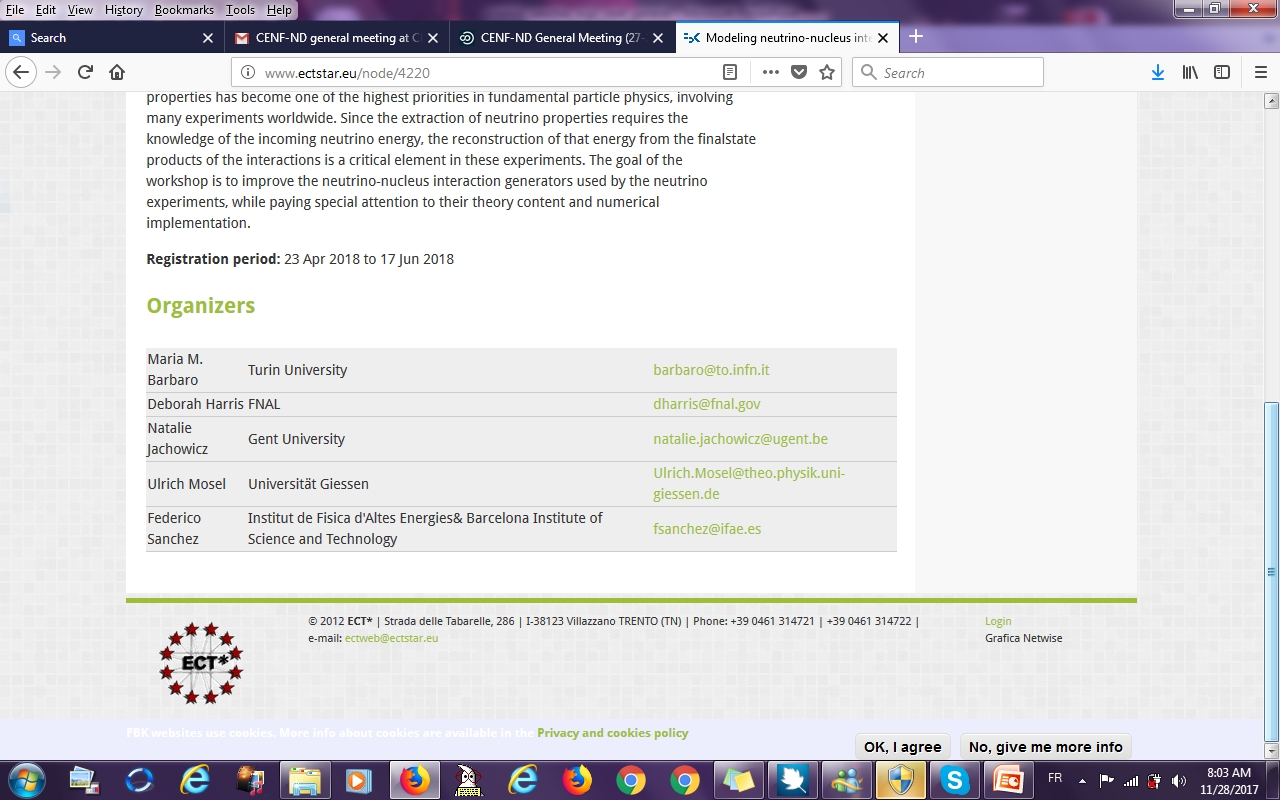 File Edit View History Bookmarks Tools Help
Search
CENF-ND general meeting at C
CENF-ND General Meeting (27-
Modeling neutrino-nucleus inte
www.ectstar.eu/node/4220
Search
properties has become one of the highest priorities in fundamental particle physics, involving
many experiments worldwide. Since the extraction of neutrino properties requires the
knowledge of the incoming neutrino energy, the reconstruction of that energy from the finalstate
products of the interactions is a critical element in these experiments. The goal of the
workshop is to improve the neutrino-nucleus interaction generators used by the neutrino
experiments, while paying special attention to their theory content and numerical
implementation.
Registration period: 23 Apr 2018 to 17 Jun 2018
Organizers
Maria M.
Barbaro
Turin University
barbaro@to.infn.it
Deborah Harris FNAL
dharris@fnal.gov
Natalie
Jachowicz
Gent University
natalie.jachowicz@ugent.be
Ulrich Mosel
Universität Giessen
Ulrich.Mosel@theo.physik.uni-
giessen.de
Federico
Sanchez
Institut de Fisica d'Altes Energies& Barcelona Institute of
Science and Technology
fsanchez@ifae.es
ECT*
© 2012 ECT* | Strada delle Tabarelle, 286 | I-38123 Villazzano TRENTO (TN) | Phone: +39 0461 314721 | +39 0461 314722 |
e-mail: ectweb@ectstar.eu
Login
Grafica Netwise
FBK websites use cookies. More info about cookies are available in the Privacy and cookies policy
OK, I agree
No, give me more info
FR
8:03 AM
11/28/2017